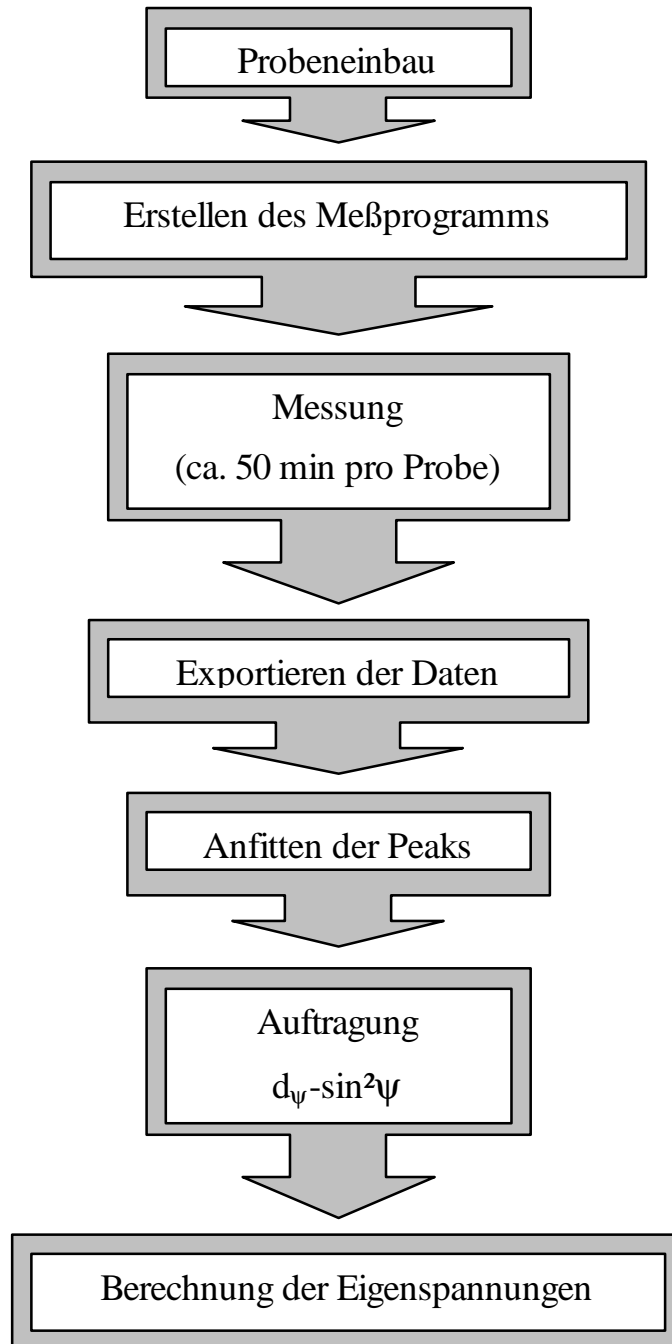 Probeneinbau
Erstellen des Meßprogramms
Messung
(ca. 50 min pro Probe)
Exportieren der Daten
Anfitten der Peaks
Auftragung
dψ-sin²ψ
Berechnung der Eigenspannungen